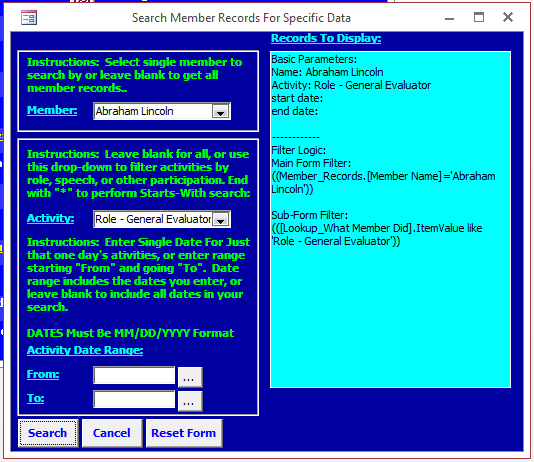 Search Member Records For Specific Data
Instructions: Select single member
to search by or leave blank to get all
member records..
Member:
Abraham Lincoln
Instructions: Leave blank for all, or use
this drop-down to filter activities by
role, speech, or other participation. End
with "*" to perform Starts-With search:
Activity:
Role - General Evaluator
Instructions: Enter Single Date For Just
that one day's ativities, or enter range
starting "From" and going "To". Date
range includes the dates you enter, or
leave blank to include all dates in your
search.
DATES Must Be MM/DD/YYYY Format
Activity Date Range:
From:
...
To:
...
Search
Cancel
Reset Form
Records To Display:
Basic Parameters:
Name: Abraham Lincoln
Activity: Role - General Evaluator
start date:
end date:
------------
Filter Logic:
Main Form Filter:
((Member_Records.[Member Name]='Abraham
Lincoln'))
Sub-Form Filter:
(([Lookup_What Member Did].ItemValue like
'Role - General Evaluator'))